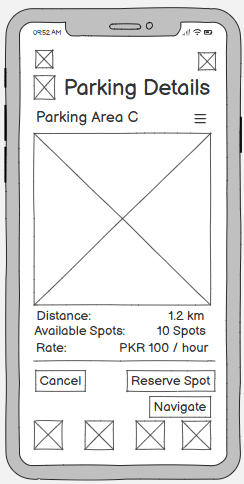 09:52 AM
Parking Details
Parking Area C
Distance: 1.2 km
Available Spots: 10 Spots
Rate: PKR 100 / hour
Cancel Reserve Spot
Navigate